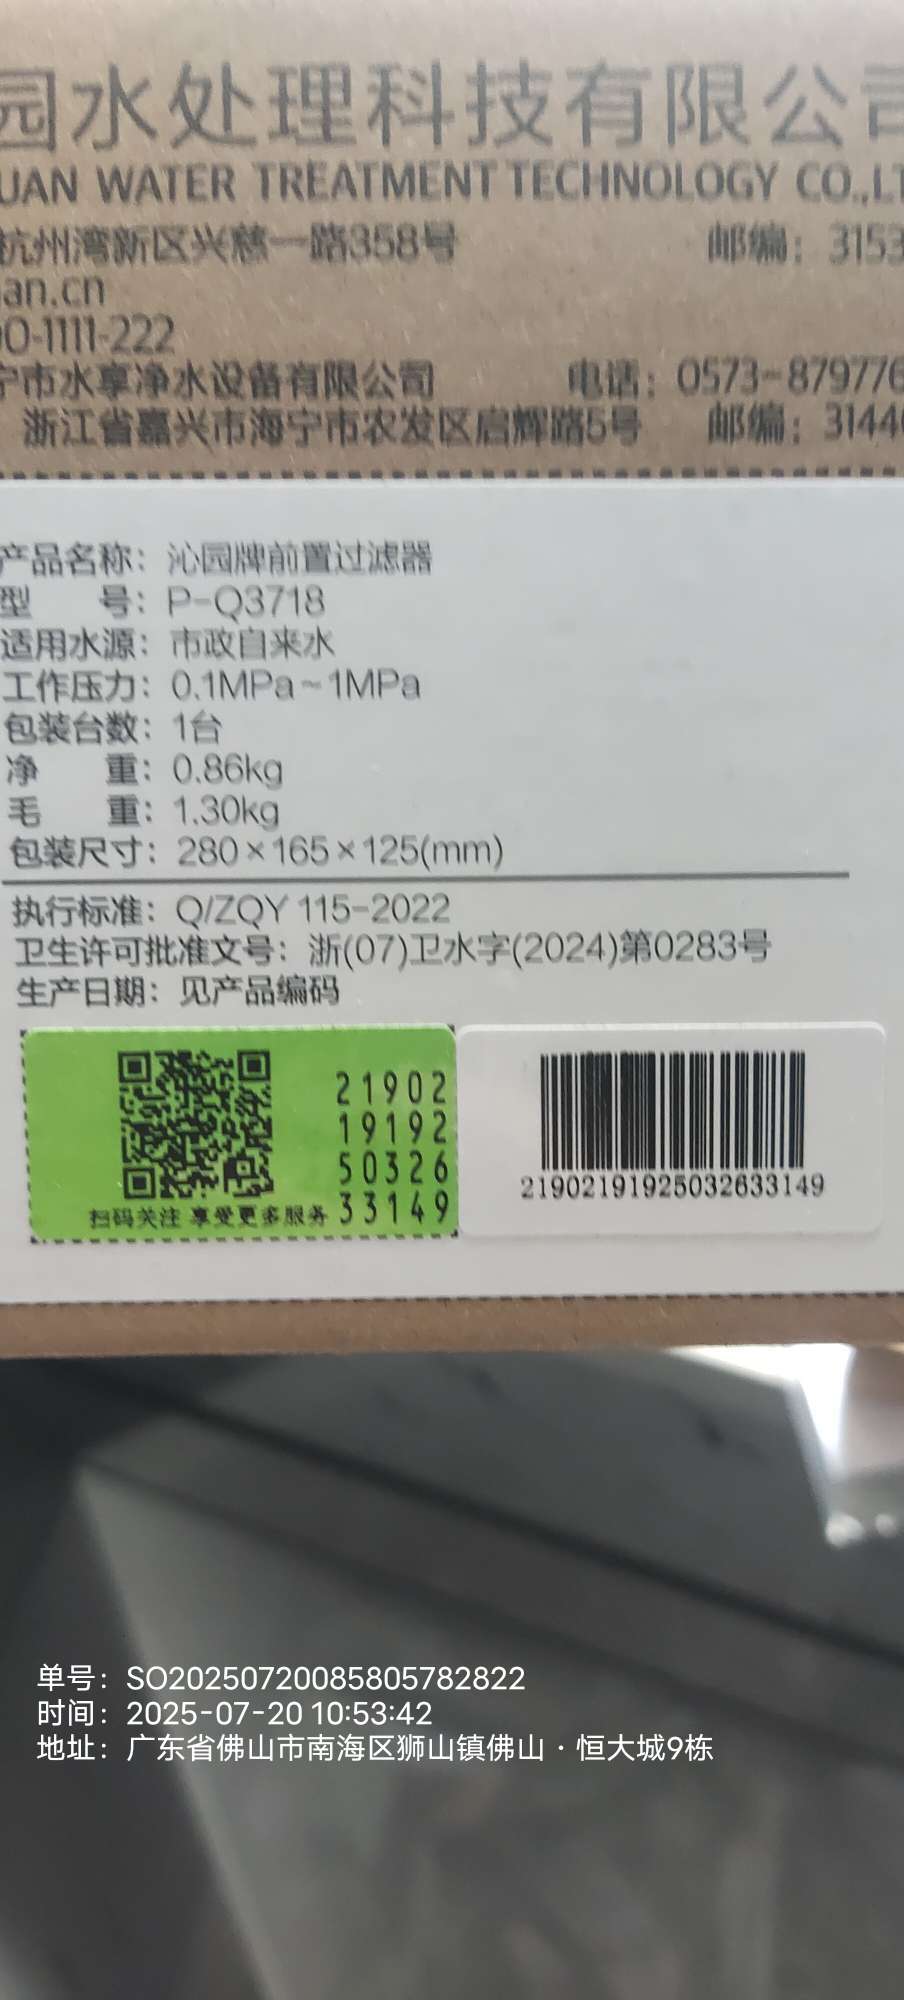 园水处理科技有限公司
UAN WATER TREATMENT TECHNOLOGY CO.,LT
杭州湾新区兴慈一路358号 邮编：3153
an.cn
00-1111-222
宁市水享净水设备有限公司 电话：0573-879776
浙江省嘉兴市海宁市农发区启辉路5号 邮编：3144
产品名称：沁园牌前置过滤器
型 号：P-Q3718
适用水源：市政自来水
工作压力：0.1MPa~1MPa
包装台数：1台
净 重：0.86kg
毛 重：1.30kg
包装尺寸：280×165×125(mm)
执行标准：Q/ZQY 115-2022
卫生许可批准文号：浙(07)卫水字(2024)第0283号
生产日期：见产品编码
21902
19192
50326
33149
扫码关注 享受更多服务
21902191925032633149
单号：SO20250720085805782822
时间：2025-07-20 10:53:42
地址：广东省佛山市南海区狮山镇佛山·恒大城9栋